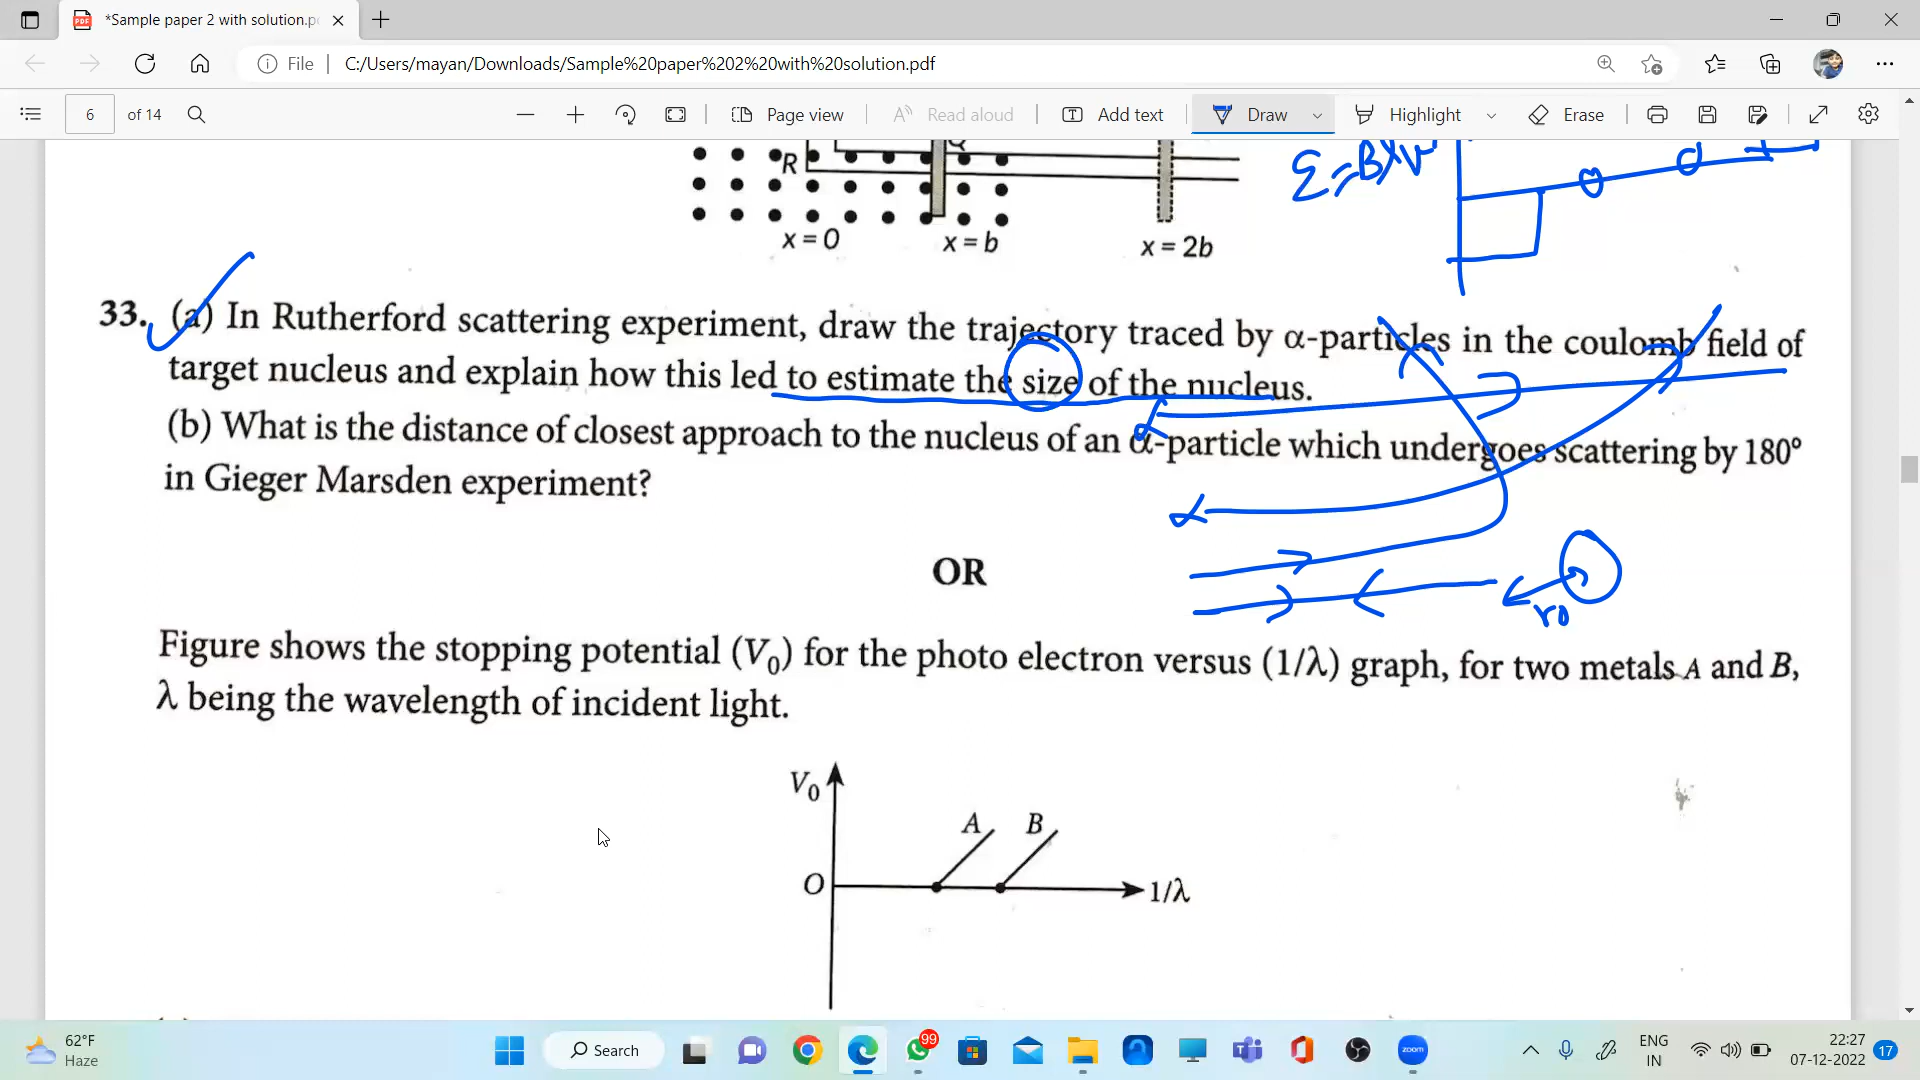 *Sample paper 2 with solution.p
File
C:/Users/mayan/Downloads/Sample%20paper%202%20with%20solution.pdf
6 of 14
Page view
Read aloud
Add text
Draw
Highlight
Erase
R
x = 0
x = b
x = 2b
33. (a) In Rutherford scattering experiment, draw the trajectory traced by α-particles in the coulomb field of
target nucleus and explain how this led to estimate the size of the nucleus.
(b) What is the distance of closest approach to the nucleus of an α-particle which undergoes scattering by 180°
in Gieger Marsden experiment?
α
α
r0
OR
Figure shows the stopping potential (V₀) for the photo electron versus (1/λ) graph, for two metals A and B,
λ being the wavelength of incident light.
V₀
A B
O
1/λ
62°F
Haze
Search
99
zoom
ENG
IN
22:27
07-12-2022
17